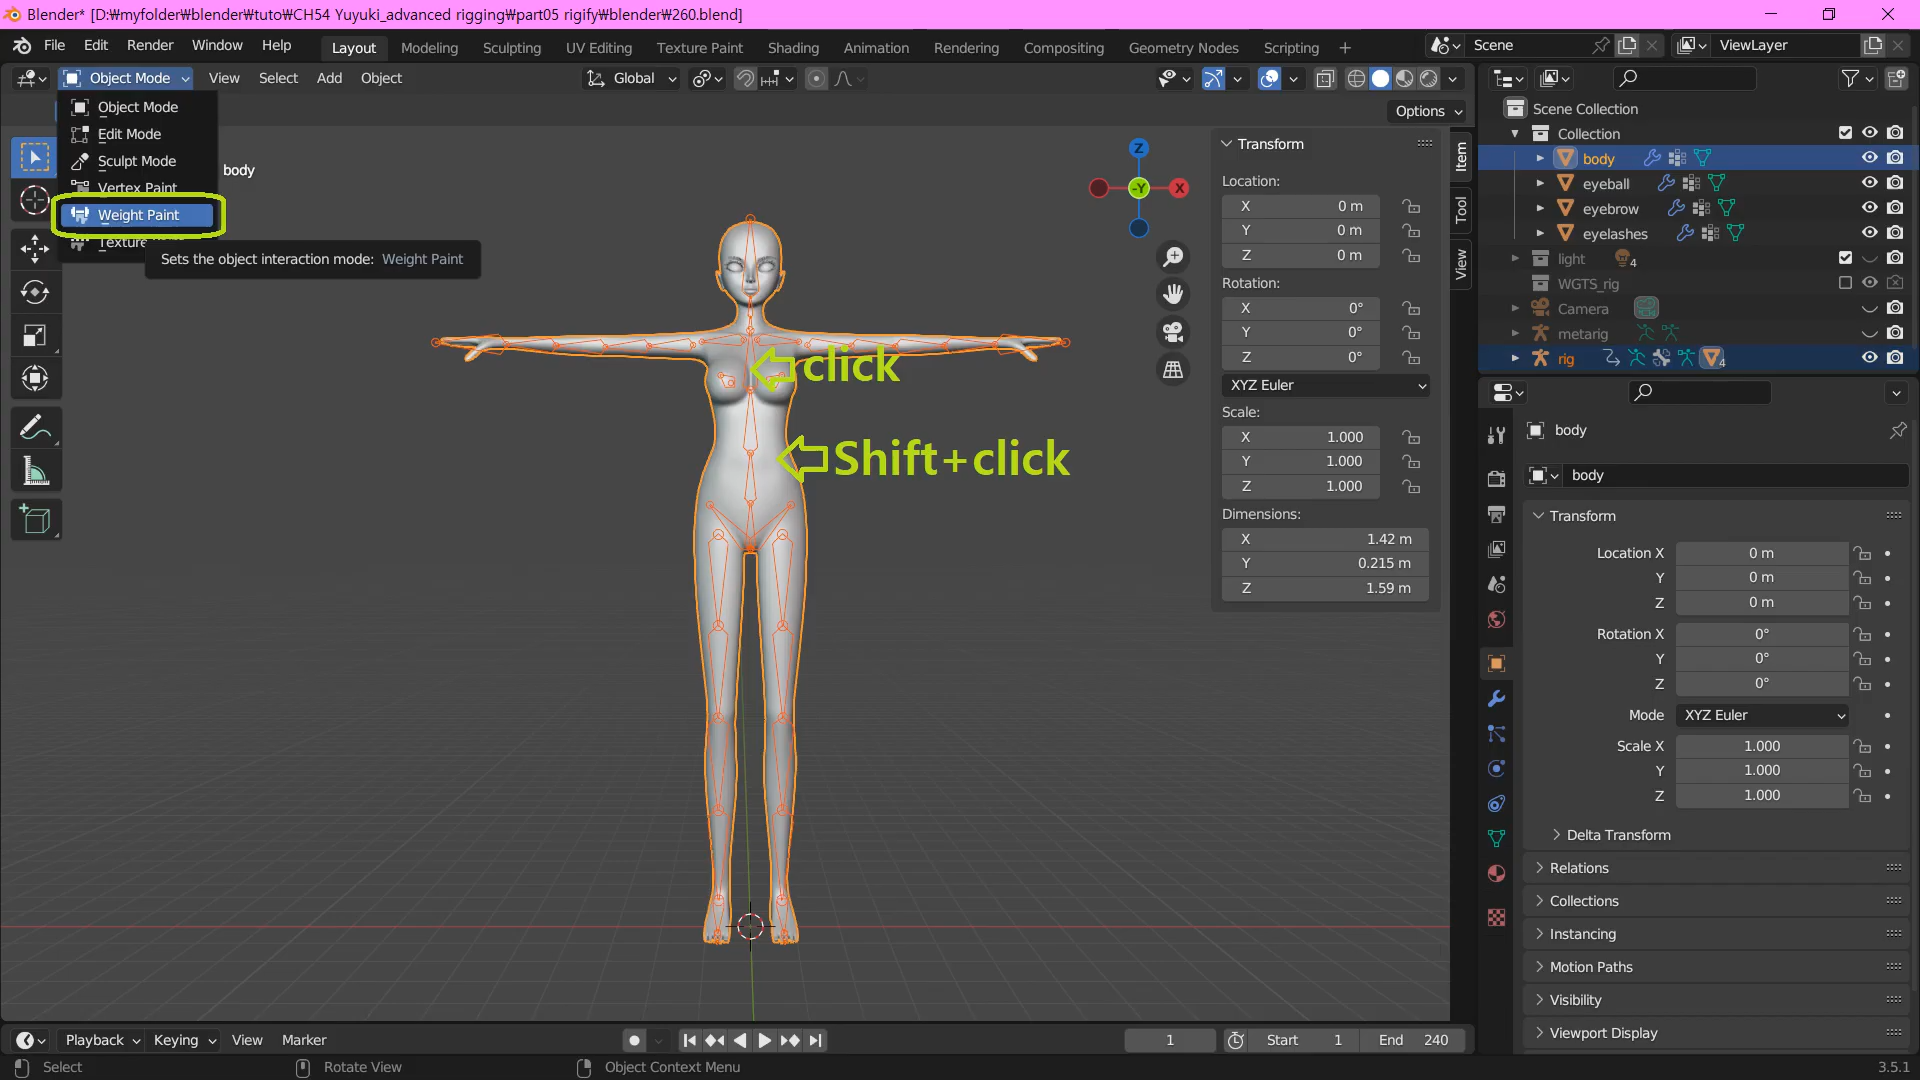 Blender* [D:₩myfolder₩blender₩tuto₩CH54 Yuyuki_advanced rigging₩part05 rigify₩blender₩260.blend]
File Edit Render Window Help Layout Modeling Sculpting UV Editing Texture Paint Shading Animation Rendering Compositing Geometry Nodes Scripting + Scene ViewLayer
Object Mode View Select Add Object Global
Options
Object Mode
Edit Mode
Sculpt Mode
Vertex Paint
Weight Paint
Texture
Sets the object interaction mode: Weight Paint
body
click
Shift+click
Z
-Y
X
Transform
Location:
X 0 m
Y 0 m
Z 0 m
Rotation:
X 0°
Y 0°
Z 0°
XYZ Euler
Scale:
X 1.000
Y 1.000
Z 1.000
Dimensions:
X 1.42 m
Y 0.215 m
Z 1.59 m
Item
Tool
View
Scene Collection
Collection
body
eyeball
eyebrow
eyelashes
light 4
WGTS_rig
Camera
metarig
rig 4
body
body
Transform
Location X 0 m
Y 0 m
Z 0 m
Rotation X 0°
Y 0°
Z 0°
Mode XYZ Euler
Scale X 1.000
Y 1.000
Z 1.000
Delta Transform
Relations
Collections
Instancing
Motion Paths
Visibility
Viewport Display
Playback Keying View Marker 1 Start 1 End 240
Select Rotate View Object Context Menu 3.5.1